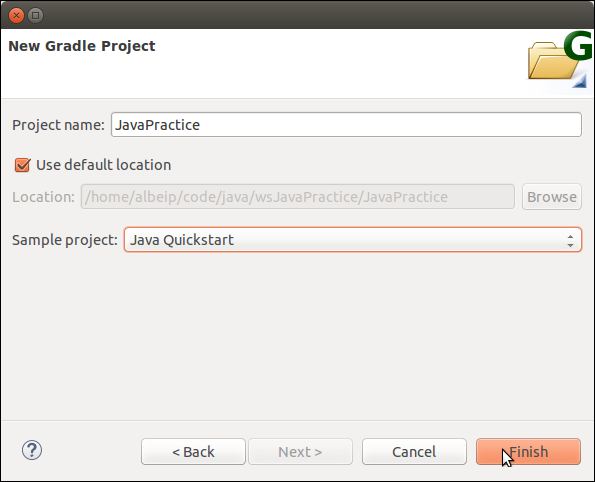 New Gradle Project
G
Project name: JavaPractice
Use default location
Location: /home/albeip/code/java/wsJavaPractice/JavaPractice Browse
Sample project: Java Quickstart
? < Back Next > Cancel Finish